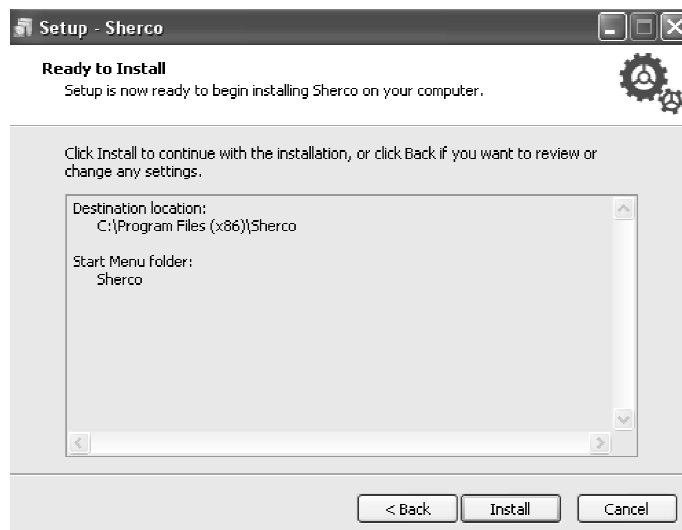 Setup - Sherco
Ready to Install
Setup is now ready to begin installing Sherco on your computer.
Click Install to continue with the installation, or click Back if you want to review or
change any settings.
Destination location:
C:\Program Files (x86)\Sherco
Start Menu folder:
Sherco
< Back
Install
Cancel